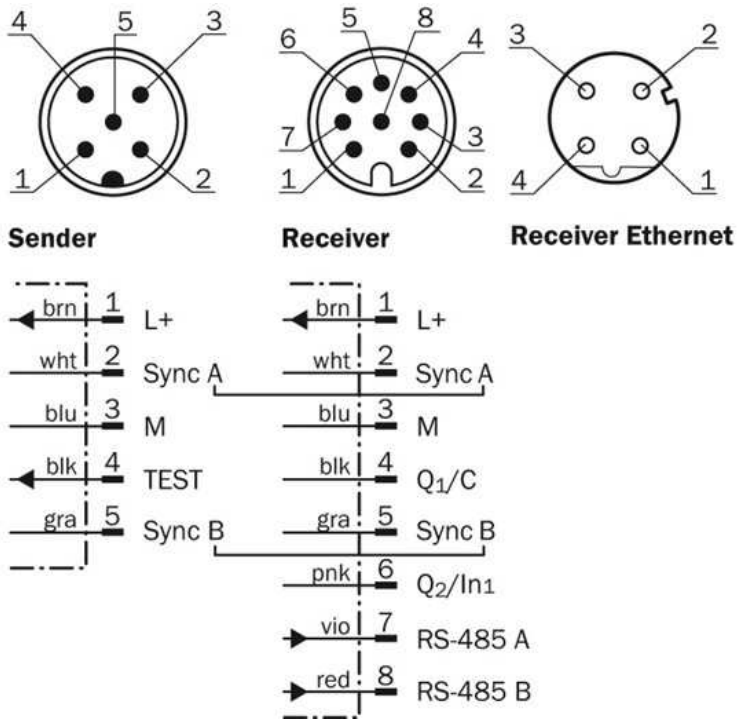 4 5 3
1 2
Sender
5 8
6 4
7 3
1 2
Receiver
3 2
4 1
Receiver Ethernet
brn 1 L+
wht 2 Sync A
blu 3 M
blk 4 TEST
gra 5 Sync B
brn 1 L+
wht 2 Sync A
blu 3 M
blk 4 Q1/C
gra 5 Sync B
pnk 6 Q2/In1
vio 7 RS-485 A
red 8 RS-485 B